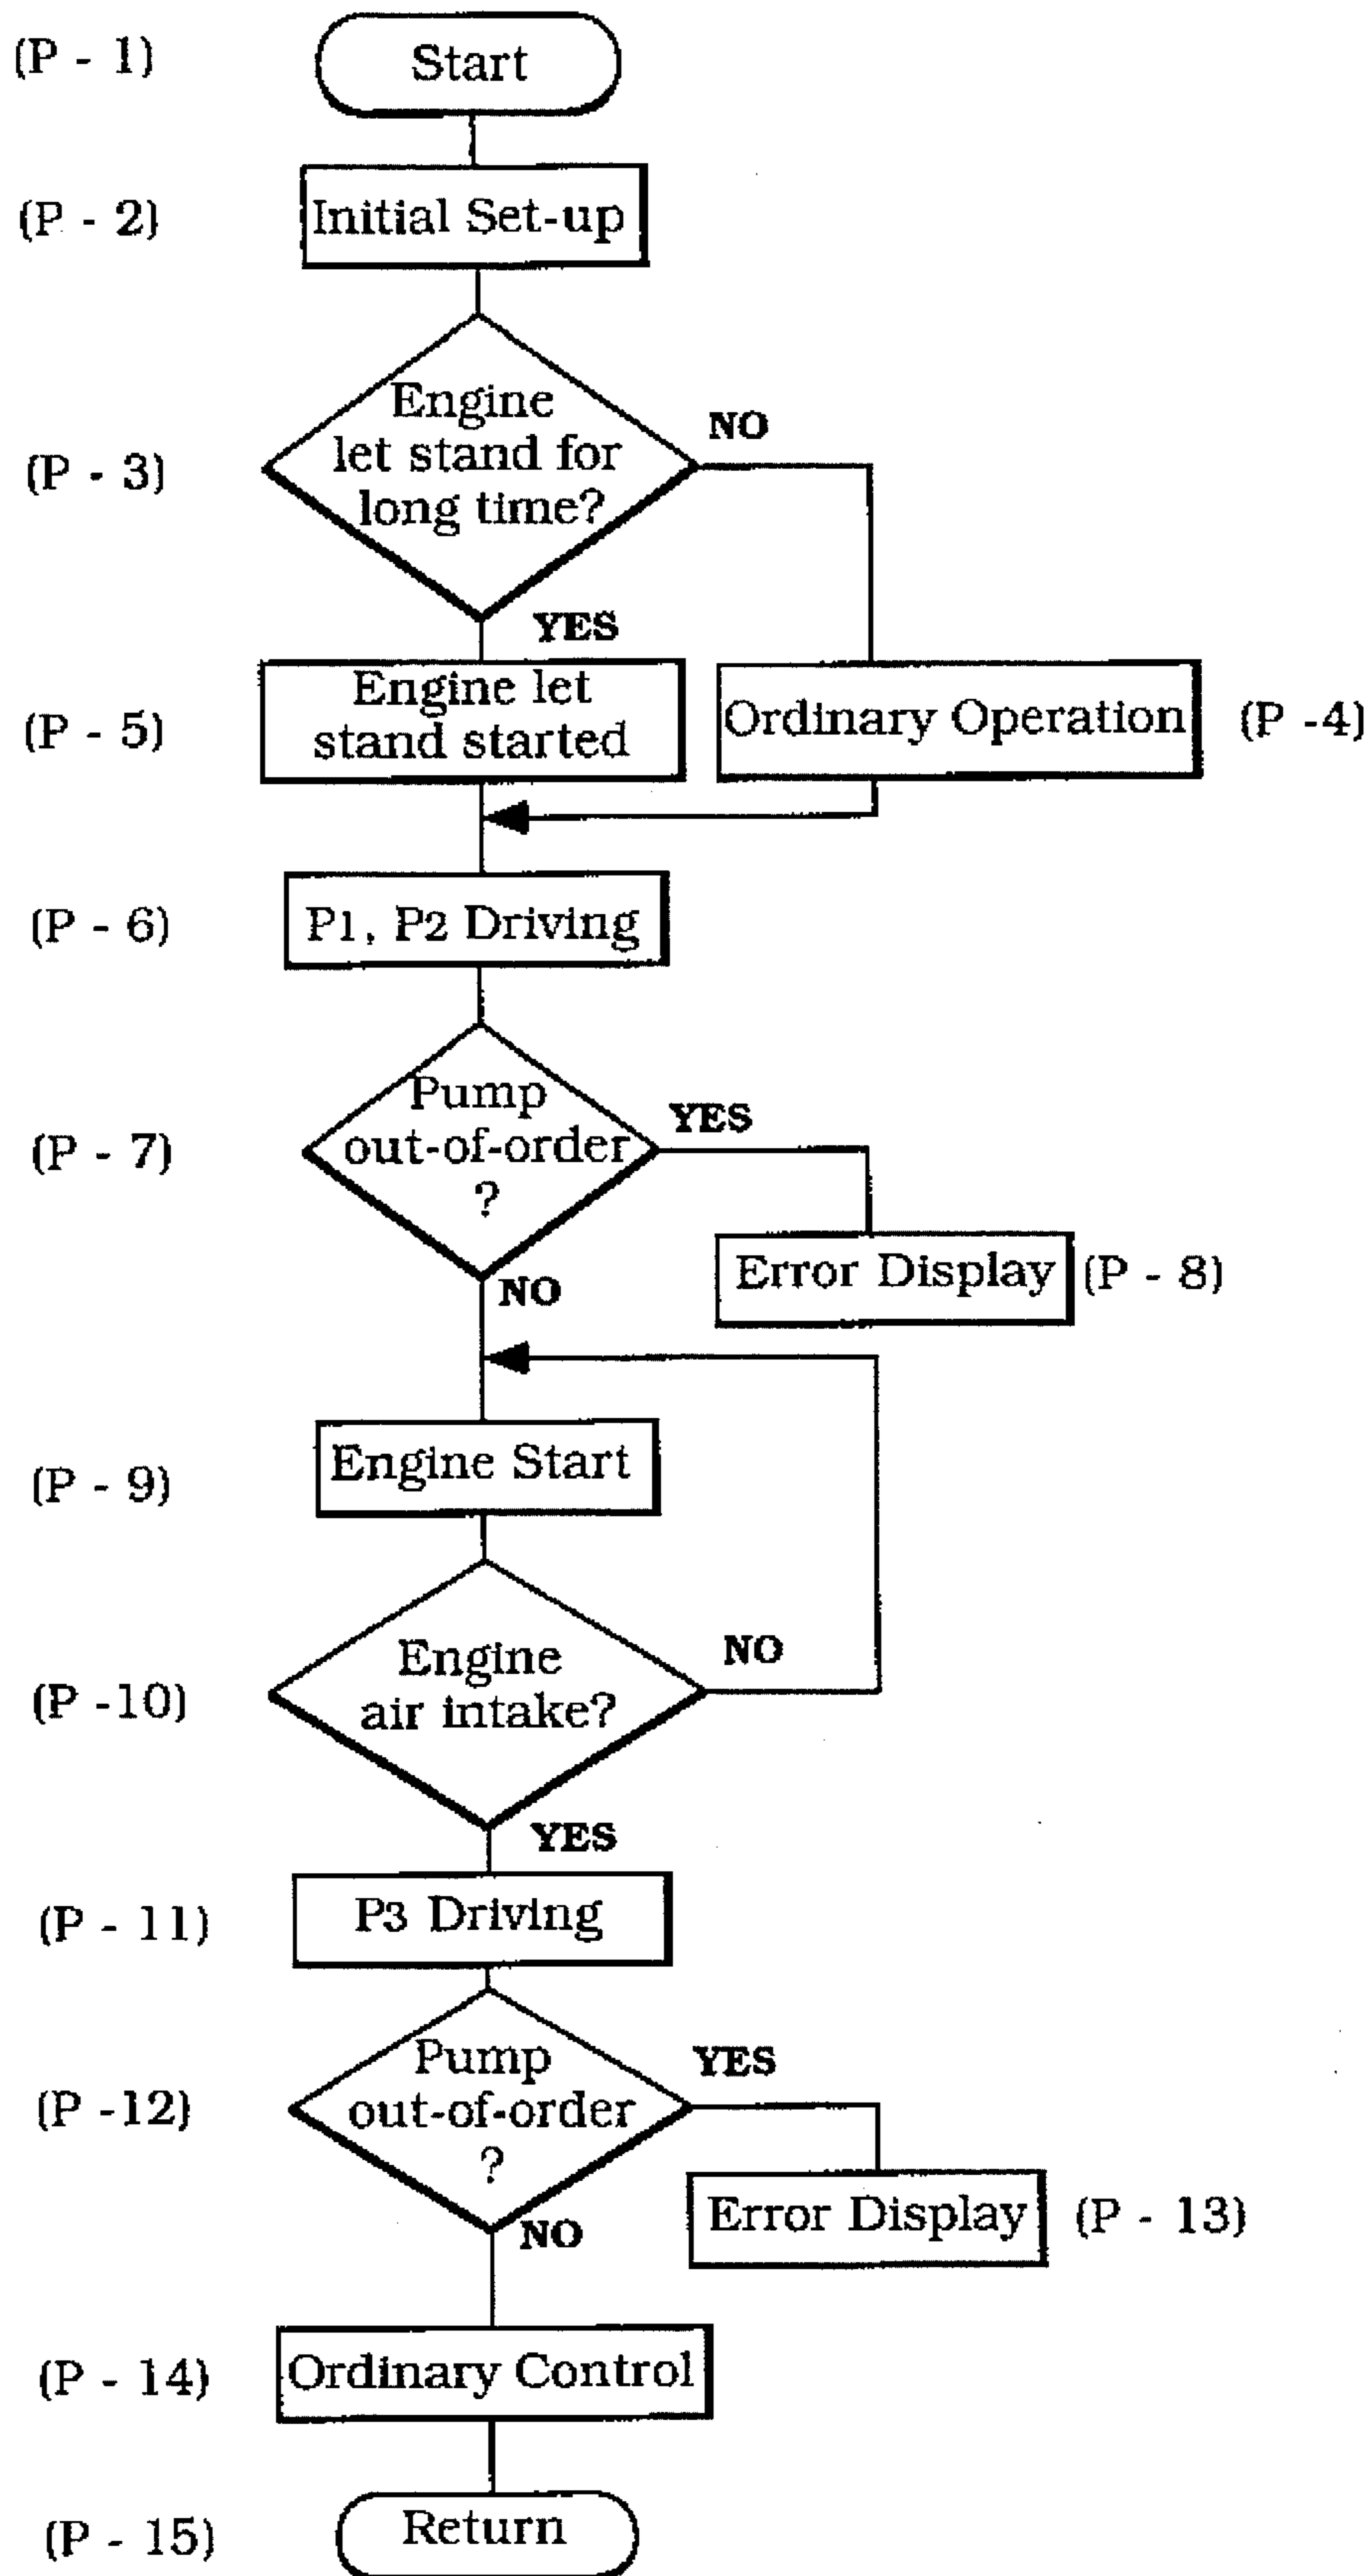 (P - 1)
Start
(P - 2)
Initial Set-up
(P - 3)
Engine
let stand for
long time?
NO
YES
(P - 5)
Engine let
stand started
Ordinary Operation
(P -4)
(P - 6)
P1, P2 Driving
(P - 7)
Pump
out-of-order
?
YES
NO
Error Display
(P - 8)
(P - 9)
Engine Start
(P -10)
Engine
air intake?
NO
YES
(P - 11)
P3 Driving
(P -12)
Pump
out-of-order
?
YES
NO
Error Display
(P - 13)
(P - 14)
Ordinary Control
(P - 15)
Return